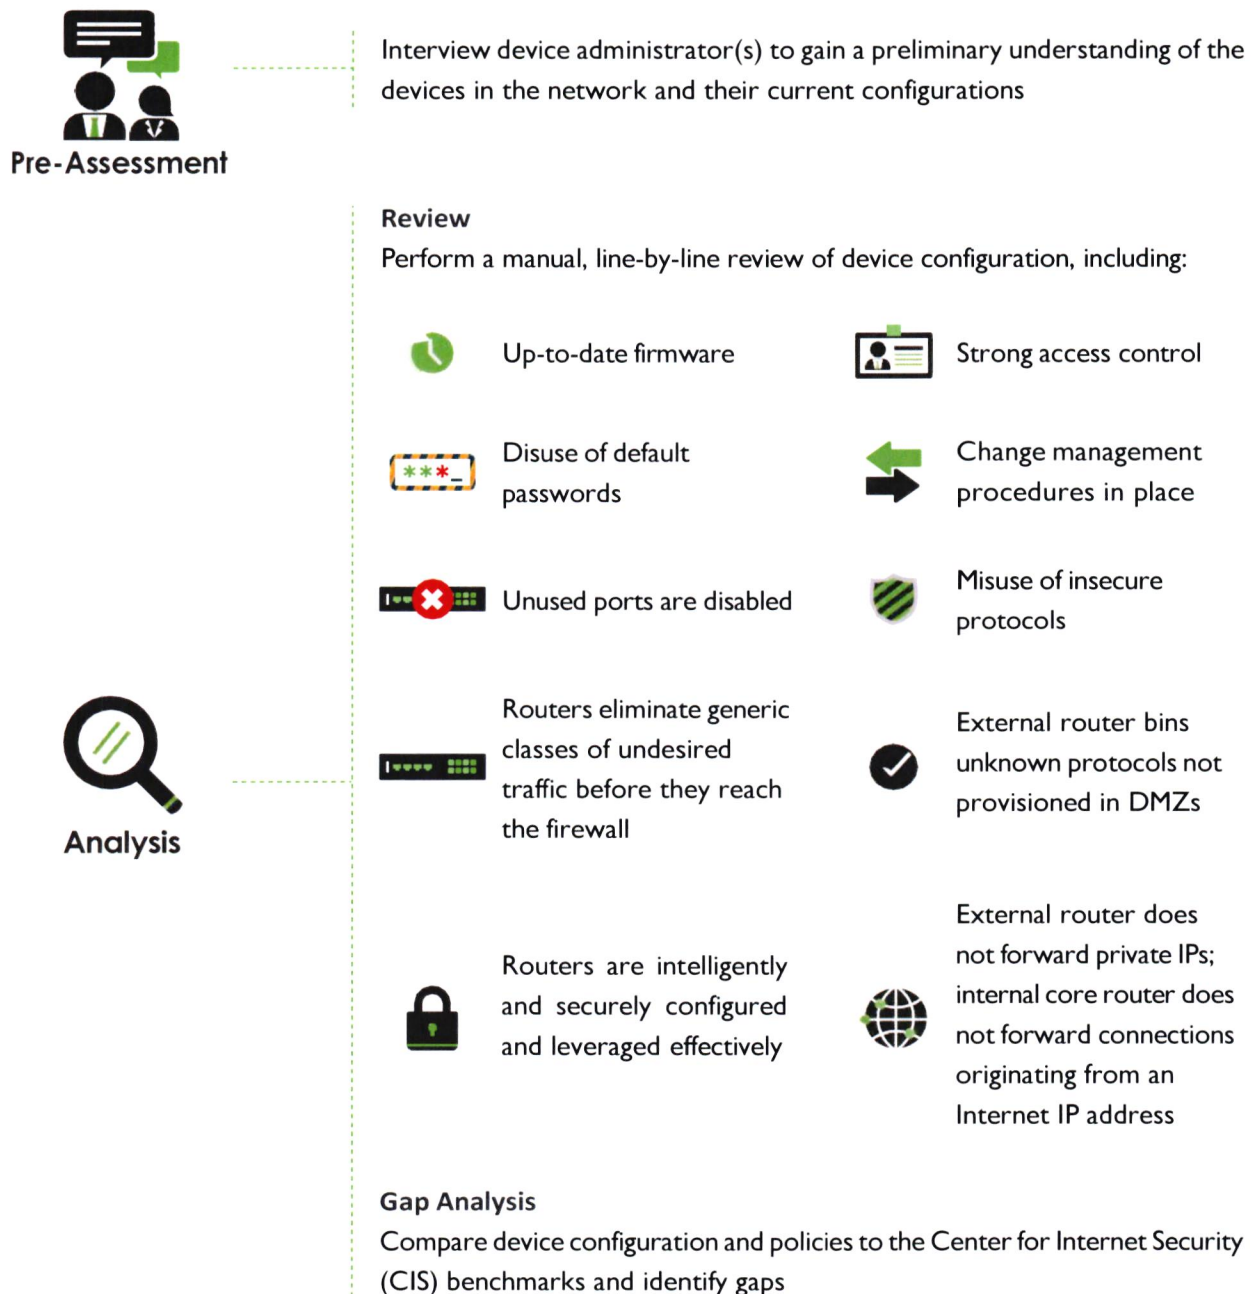 Interview device administrator(s) to gain a preliminary understanding of the
devices in the network and their current configurations
Pre-Assessment
Review
Perform a manual, line-by-line review of device configuration, including:
Up-to-date firmware
Strong access control
Disuse of default
passwords
Change management
procedures in place
Unused ports are disabled
Misuse of insecure
protocols
Routers eliminate generic
classes of undesired
traffic before they reach
the firewall
External router bins
unknown protocols not
provisioned in DMZs
Analysis
Routers are intelligently
and securely configured
and leveraged effectively
External router does
not forward private IPs;
internal core router does
not forward connections
originating from an
Internet IP address
Gap Analysis
Compare device configuration and policies to the Center for Internet Security
(CIS) benchmarks and identify gaps